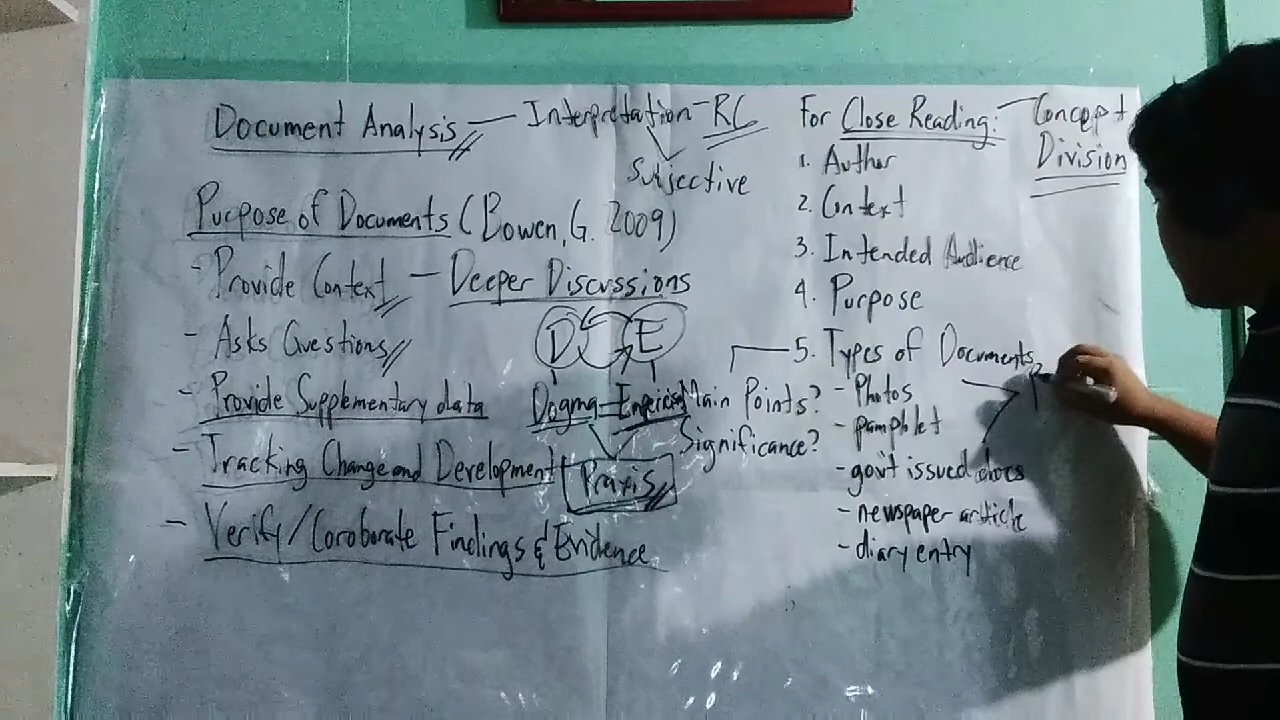 Document Analysis — Interpretation - RC
Subjective
Purpose of Documents (Bowen, G. 2009)
- Provide Context — Deeper Discussions
- Asks Questions
D E
- Provide Supplementary data
Dogma - Empericism
- Tracking Change and Development
Praxis
- Verify/Coroborate Findings & Evidence
For Close Reading: — Concept
Division
1. Author
2. Context
3. Intended Audience
4. Purpose
5. Types of Documents
Main Points?
Significance?
- Photos
- pamphlet
- gov't issued docs
- newspaper article
- diary entry